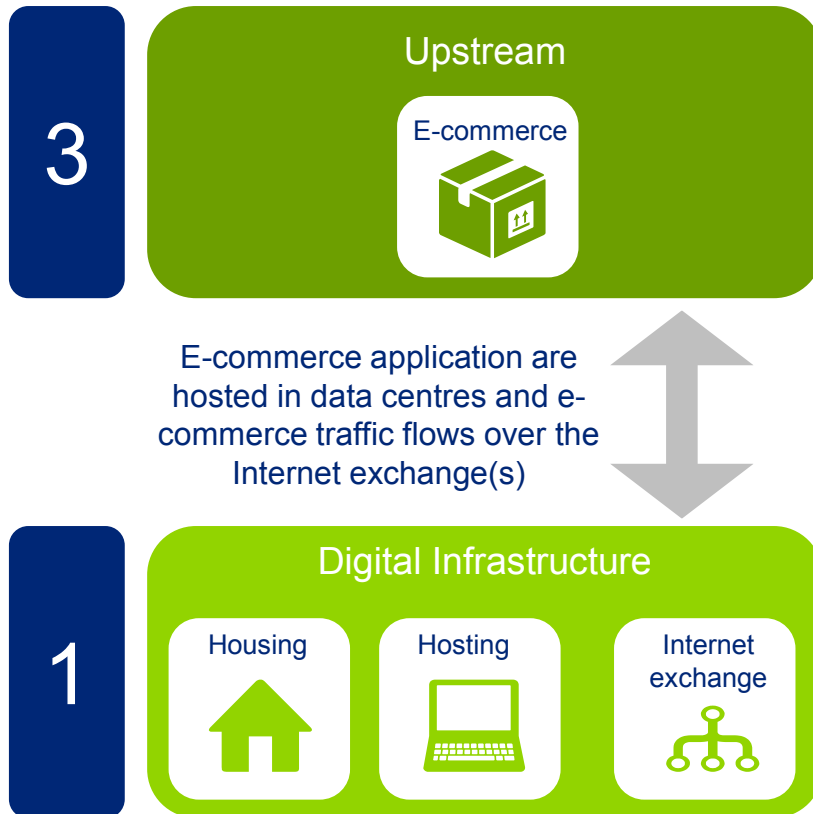 3
Upstream
E-commerce
E-commerce application are
hosted in data centres and e-
commerce traffic flows over the
Internet exchange(s)
1
Digital Infrastructure
Housing
Hosting
Internet
exchange